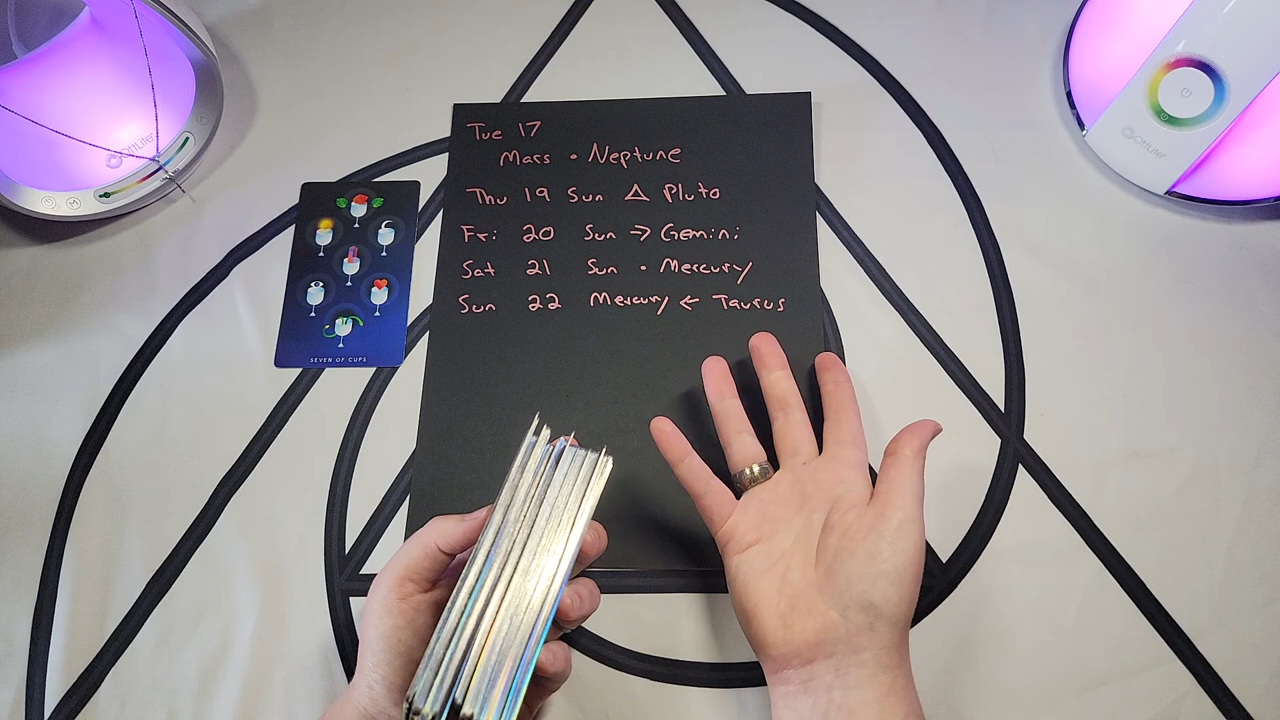 Tue 17
Mars • Neptune
Thu 19 Sun △ Pluto
Fri 20 Sun → Gemini
Sat 21 Sun • Mercury
Sun 22 Mercury ← Taurus
SEVEN OF CUPS
OttLite
OttLite